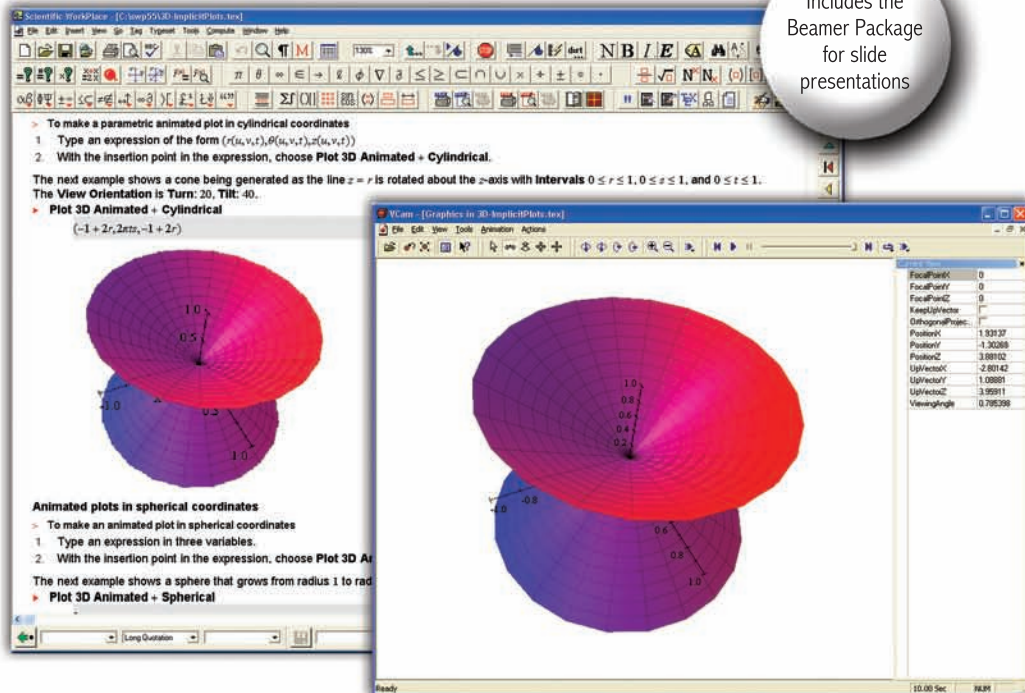 includes the
Beamer Package
for slide
presentations
Scientific WorkPlace - [C:\swp55\3D-ImplicitPlots.tex]
File Edit Insert View Go Tag Typeset Tools Compute Window Help
130%
N B I E
> To make a parametric animated plot in cylindrical coordinates
1. Type an expression of the form (r(u,v,t),θ(u,v,t),z(u,v,t))
2. With the insertion point in the expression, choose Plot 3D Animated + Cylindrical.
The next example shows a cone being generated as the line z = r is rotated about the z-axis with Intervals 0 ≤ r ≤ 1, 0 ≤ s ≤ 1, and 0 ≤ t ≤ 1.
The View Orientation is Turn: 20, Tilt: 40.
▸ Plot 3D Animated + Cylindrical
(-1 + 2r,2πts,-1 + 2r)
1.0
0.5
-1.0
0.5
1.0
Animated plots in spherical coordinates
> To make an animated plot in spherical coordinates
1. Type an expression in three variables.
2. With the insertion point in the expression, choose Plot 3D
The next example shows a sphere that grows from radius 1 to
▸ Plot 3D Animated + Spherical
[Long Quotation
VCam - [Graphics in 3D-ImplicitPlots.tex]
File Edit View Tools Animation Actions
1.0
0.8
0.6
0.4
0.2
-1.0
-0.8
0.6
0.8
1.0
FocalPointX 0
FocalPointY 0
FocalPointZ 0
KeepUpVector
OrthogonalProjec...
PositionX 1.93137
PositionY -1.30268
PositionZ 3.88102
UpVectorX -2.80142
UpVectorY 1.08881
UpVectorZ 3.95911
ViewingAngle 0.785398
Ready
10.00 Sec
NUM